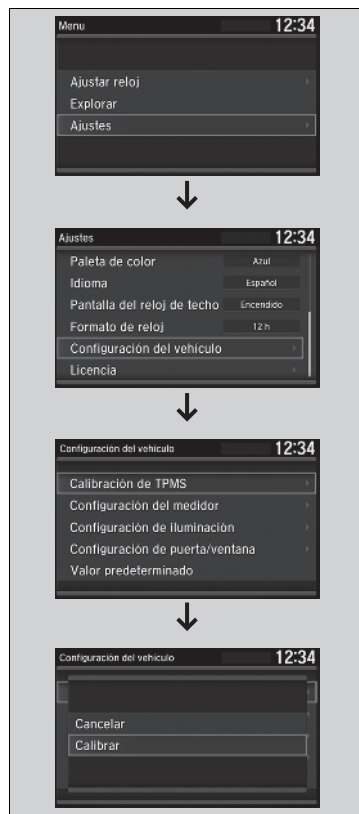 Menu 12:34
Ajustar reloj
Explorar
Ajustes
Ajustes 12:34
Paleta de color Azul
Idioma Español
Pantalla del reloj de techo Encendido
Formato de reloj 12 h
Configuración del vehículo
Licencia
Configuración del vehículo 12:34
Calibración de TPMS
Configuración del medidor
Configuración de iluminación
Configuración de puerta/ventana
Valor predeterminado
Configuración del vehículo 12:34
Cancelar
Calibrar